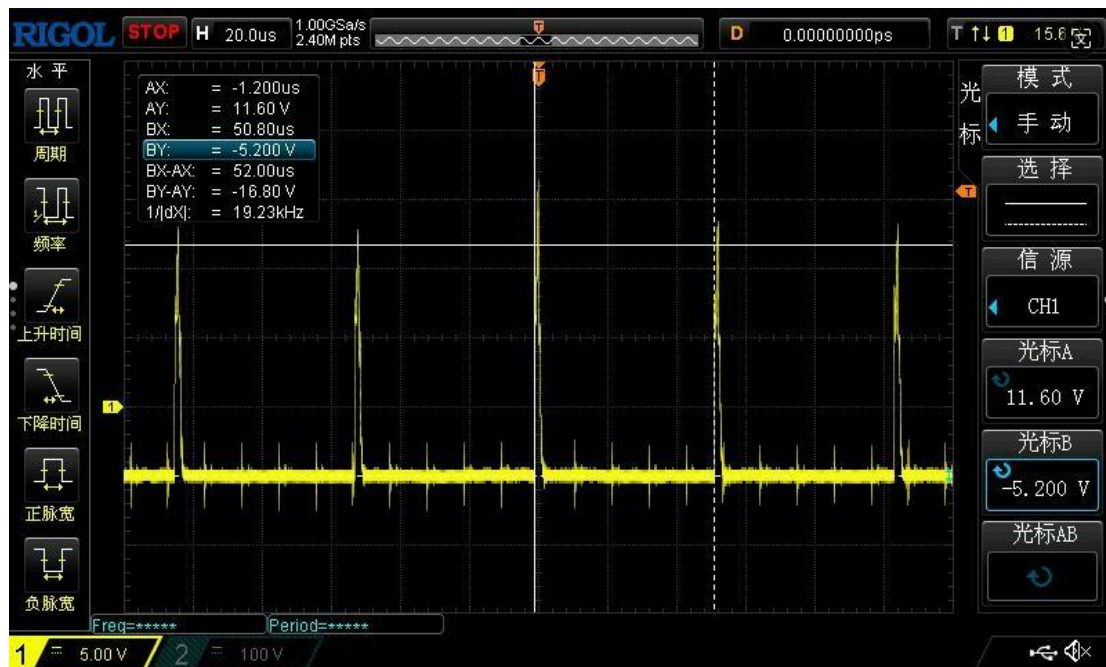 RIGOL STOP H 20.0us 1.00GSa/s 2.40M pts D 0.00000000ps T 1 15.6
水平
周期
频率
上升时间
下降时间
正脉宽
负脉宽
AX: = -1.200us
AY: = 11.60 V
BX: = 50.80us
BY: = -5.200 V
BX-AX: = 52.00us
BY-AY: = -16.80 V
1/|dX|: = 19.23kHz
T
T
1
光标
模式
手动
选择
信源
CH1
光标A
11.60 V
光标B
-5.200 V
光标AB
Freq=***** Period=*****
1 = 5.00 V 2 = 100 V